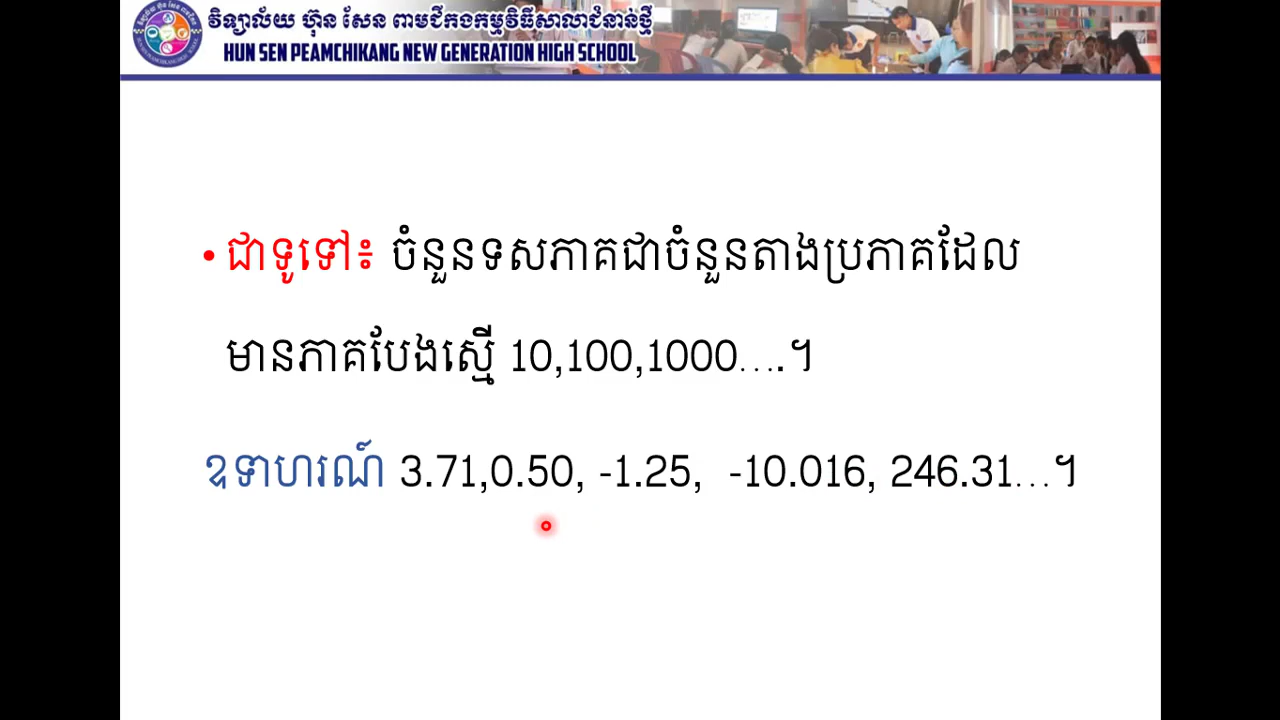 វិទ្យាល័យ ហ៊ុន សែន ពាមជីកងកម្មវិធីសាលាជំនាន់ថ្មី
HUN SEN PEAMCHIKANG NEW GENERATION HIGH SCHOOL
• ជាទូទៅ៖ ចំនួនទសភាគជាចំនួនតាងប្រភាគដែល
មានភាគបែងស្មើ 10,100,1000….។
ឧទាហរណ៍ 3.71,0.50, -1.25, -10.016, 246.31…។